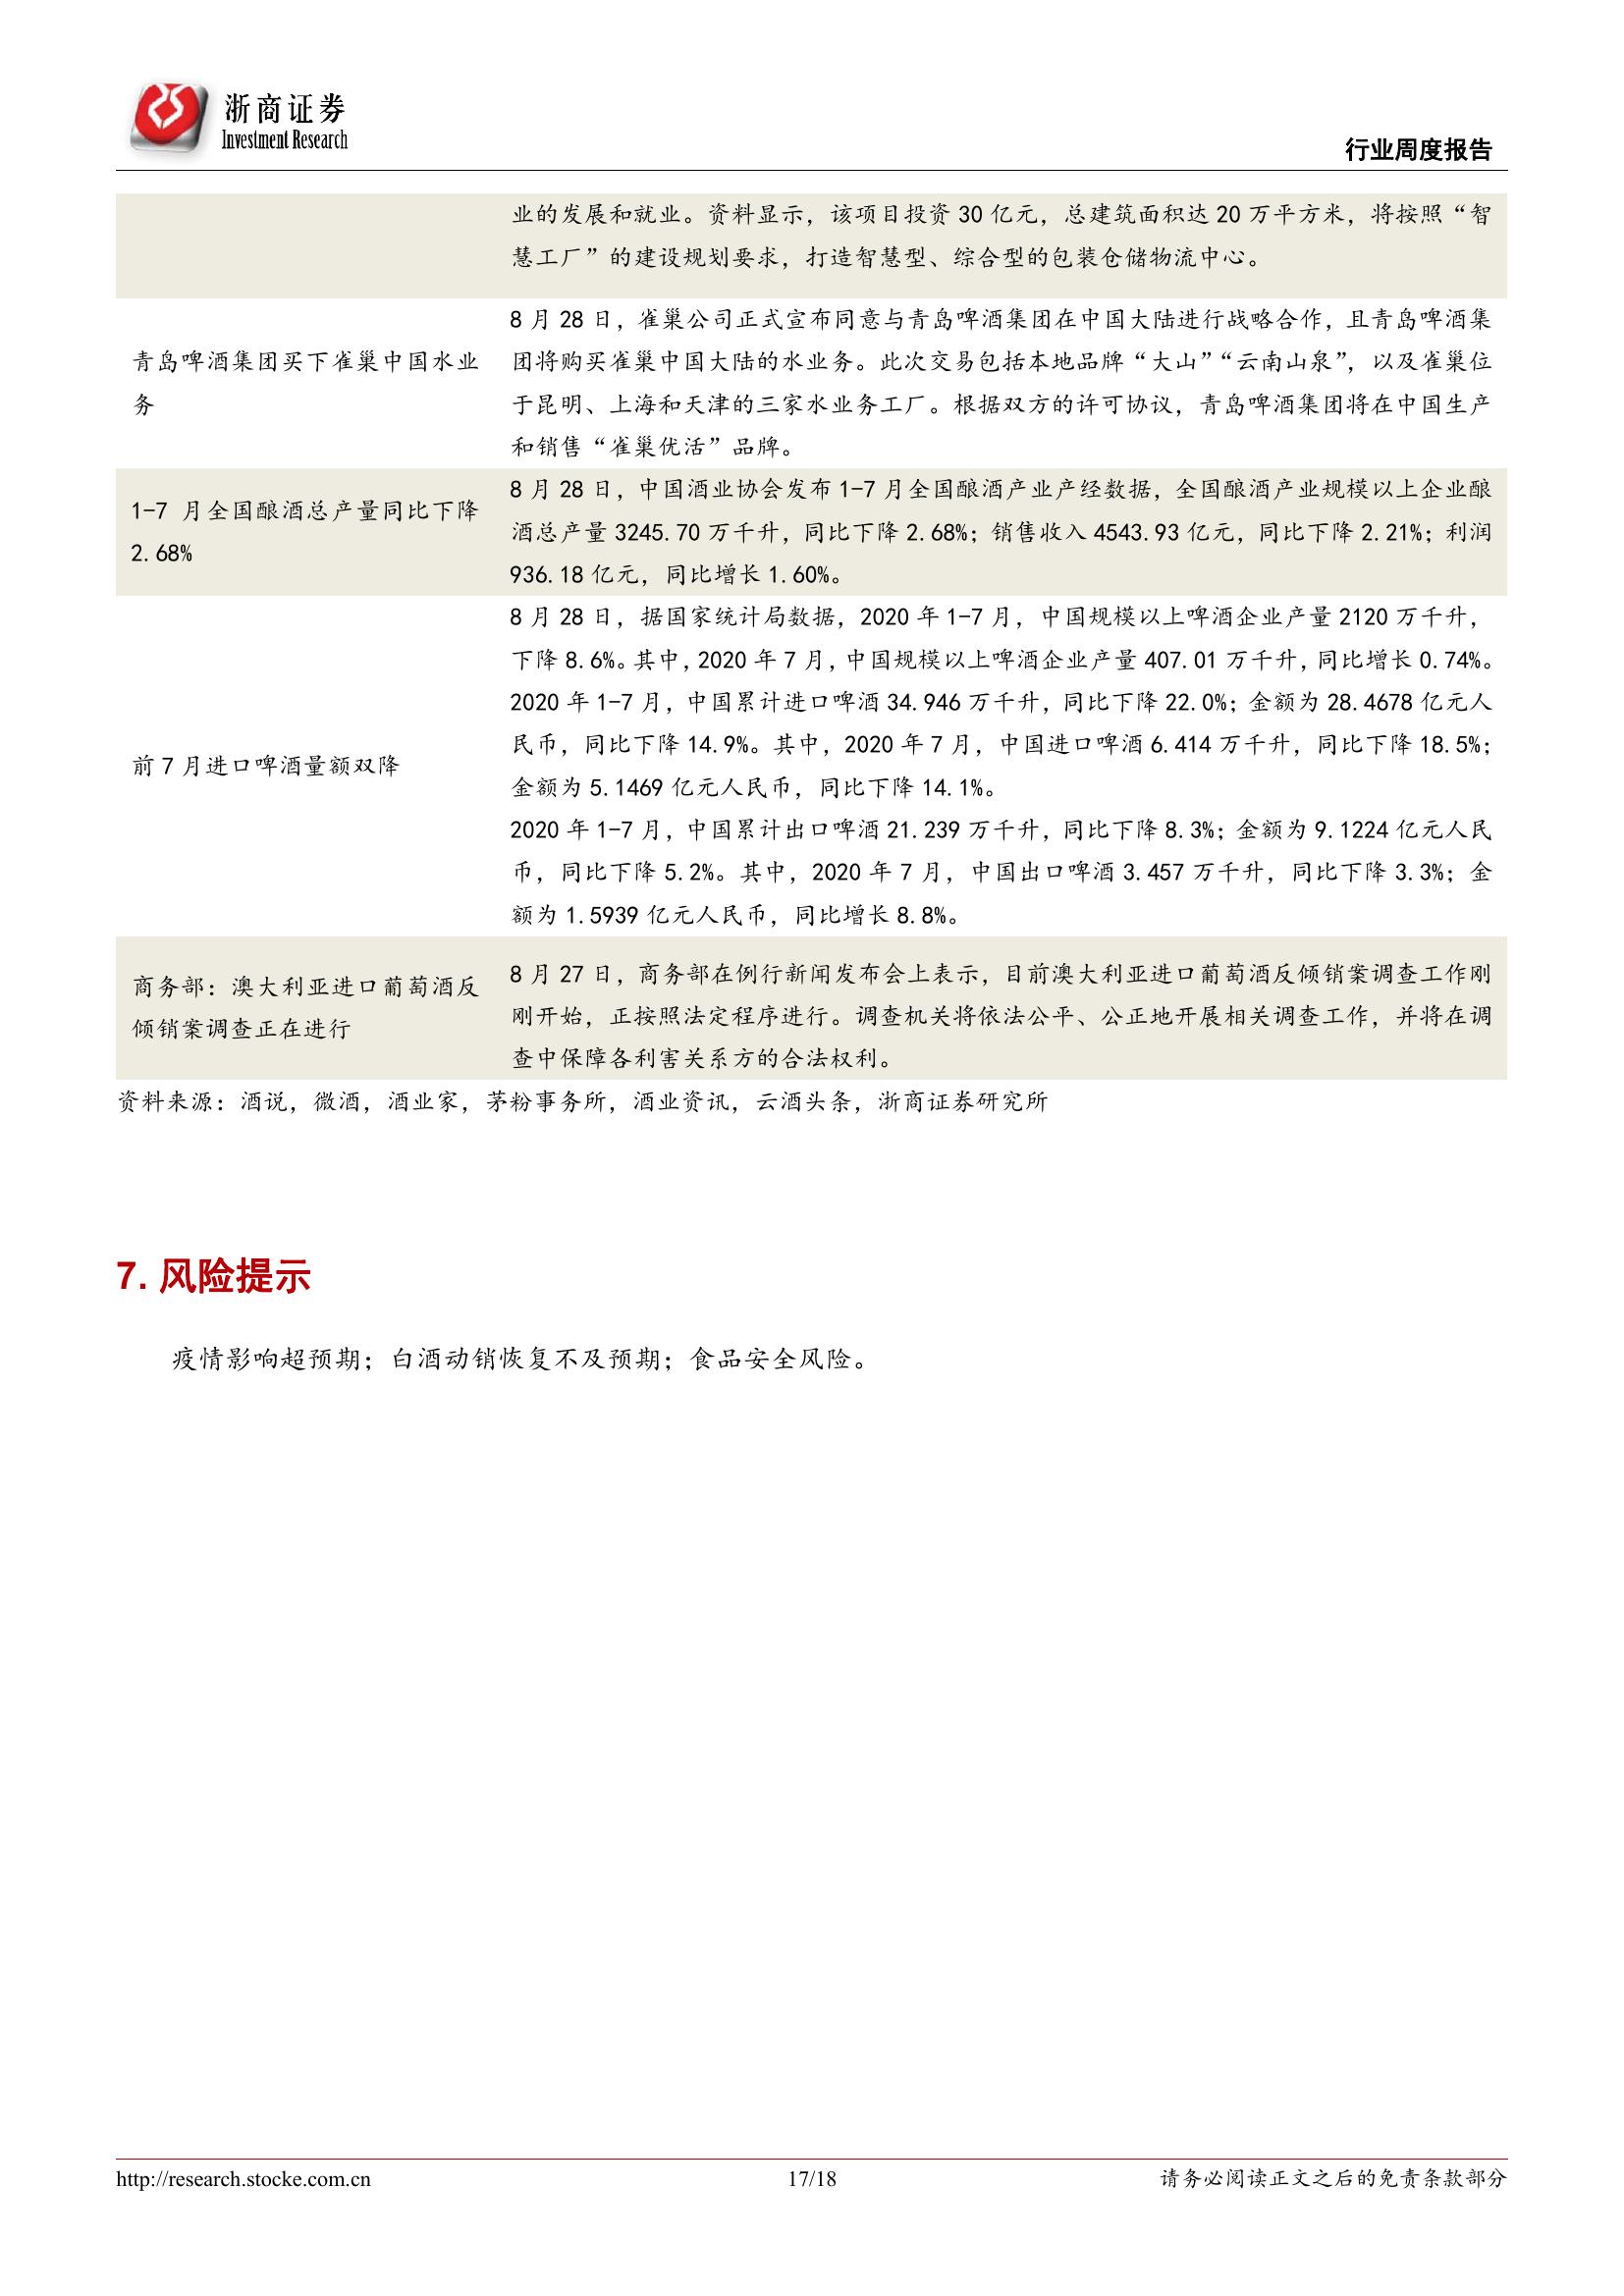 浙商证券
Investment Research
行业周度报告
业的发展和就业。资料显示，该项目投资 30 亿元，总建筑面积达 20 万平方米，将按照“智
慧工厂”的建设规划要求，打造智慧型、综合型的包装仓储物流中心。
青岛啤酒集团买下雀巢中国水业
务
8 月 28 日，雀巢公司正式宣布同意与青岛啤酒集团在中国大陆进行战略合作，且青岛啤酒集
团将购买雀巢中国大陆的水业务。此次交易包括本地品牌“大山”“云南山泉”，以及雀巢位
于昆明、上海和天津的三家水业务工厂。根据双方的许可协议，青岛啤酒集团将在中国生产
和销售“雀巢优活”品牌。
1-7 月全国酿酒总产量同比下降
2.68%
8 月 28 日，中国酒业协会发布 1-7 月全国酿酒产业产经数据，全国酿酒产业规模以上企业酿
酒总产量 3245.70 万千升，同比下降 2.68%；销售收入 4543.93 亿元，同比下降 2.21%；利润
936.18 亿元，同比增长 1.60%。
前 7 月进口啤酒量额双降
8 月 28 日，据国家统计局数据，2020 年 1-7 月，中国规模以上啤酒企业产量 2120 万千升，
下降 8.6%。其中，2020 年 7 月，中国规模以上啤酒企业产量 407.01 万千升，同比增长 0.74%。
2020 年 1-7 月，中国累计进口啤酒 34.946 万千升，同比下降 22.0%；金额为 28.4678 亿元人
民币，同比下降 14.9%。其中，2020 年 7 月，中国进口啤酒 6.414 万千升，同比下降 18.5%；
金额为 5.1469 亿元人民币，同比下降 14.1%。
2020 年 1-7 月，中国累计出口啤酒 21.239 万千升，同比下降 8.3%；金额为 9.1224 亿元人民
币，同比下降 5.2%。其中，2020 年 7 月，中国出口啤酒 3.457 万千升，同比下降 3.3%；金
额为 1.5939 亿元人民币，同比增长 8.8%。
商务部：澳大利亚进口葡萄酒反
倾销案调查正在进行
8 月 27 日，商务部在例行新闻发布会上表示，目前澳大利亚进口葡萄酒反倾销案调查工作刚
刚开始，正按照法定程序进行。调查机关将依法公平、公正地开展相关调查工作，并将在调
查中保障各利害关系方的合法权利。
资料来源：酒说，微酒，酒业家，茅粉事务所，酒业资讯，云酒头条，浙商证券研究所
7. 风险提示
疫情影响超预期；白酒动销恢复不及预期；食品安全风险。
http://research.stocke.com.cn
17/18
请务必阅读正文之后的免责条款部分